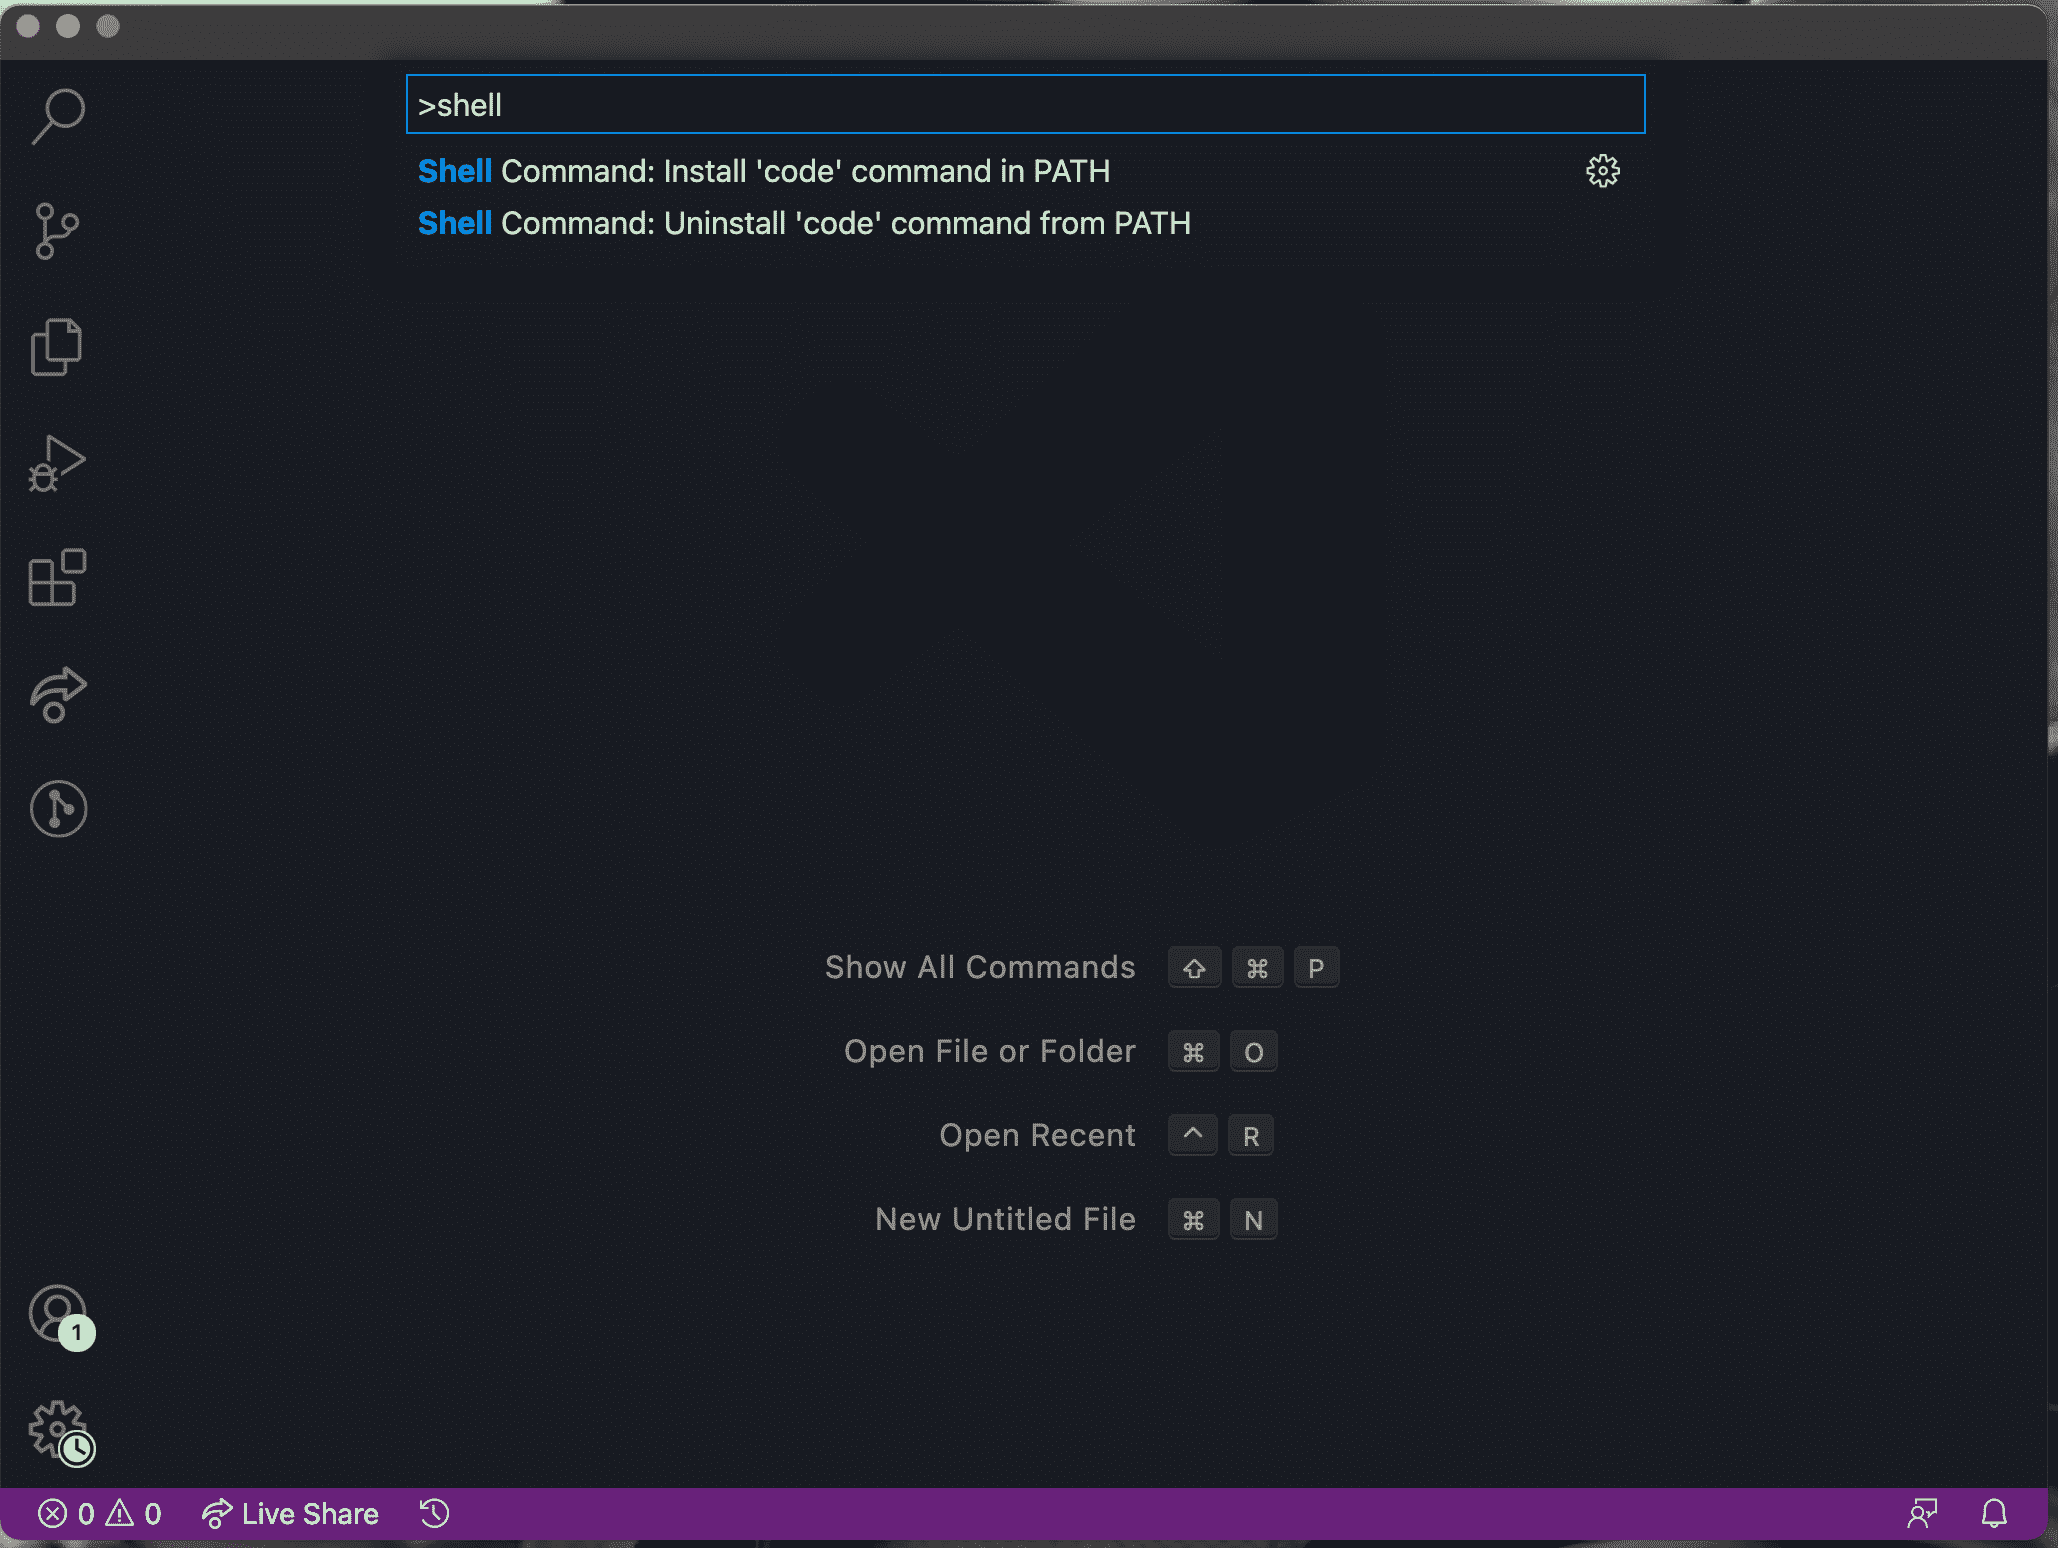 >shell
Shell Command: Install 'code' command in PATH
Shell Command: Uninstall 'code' command from PATH
Show All Commands ⇧ ⌘ P
Open File or Folder ⌘ O
Open Recent ^ R
New Untitled File ⌘ N
1
0 0 Live Share